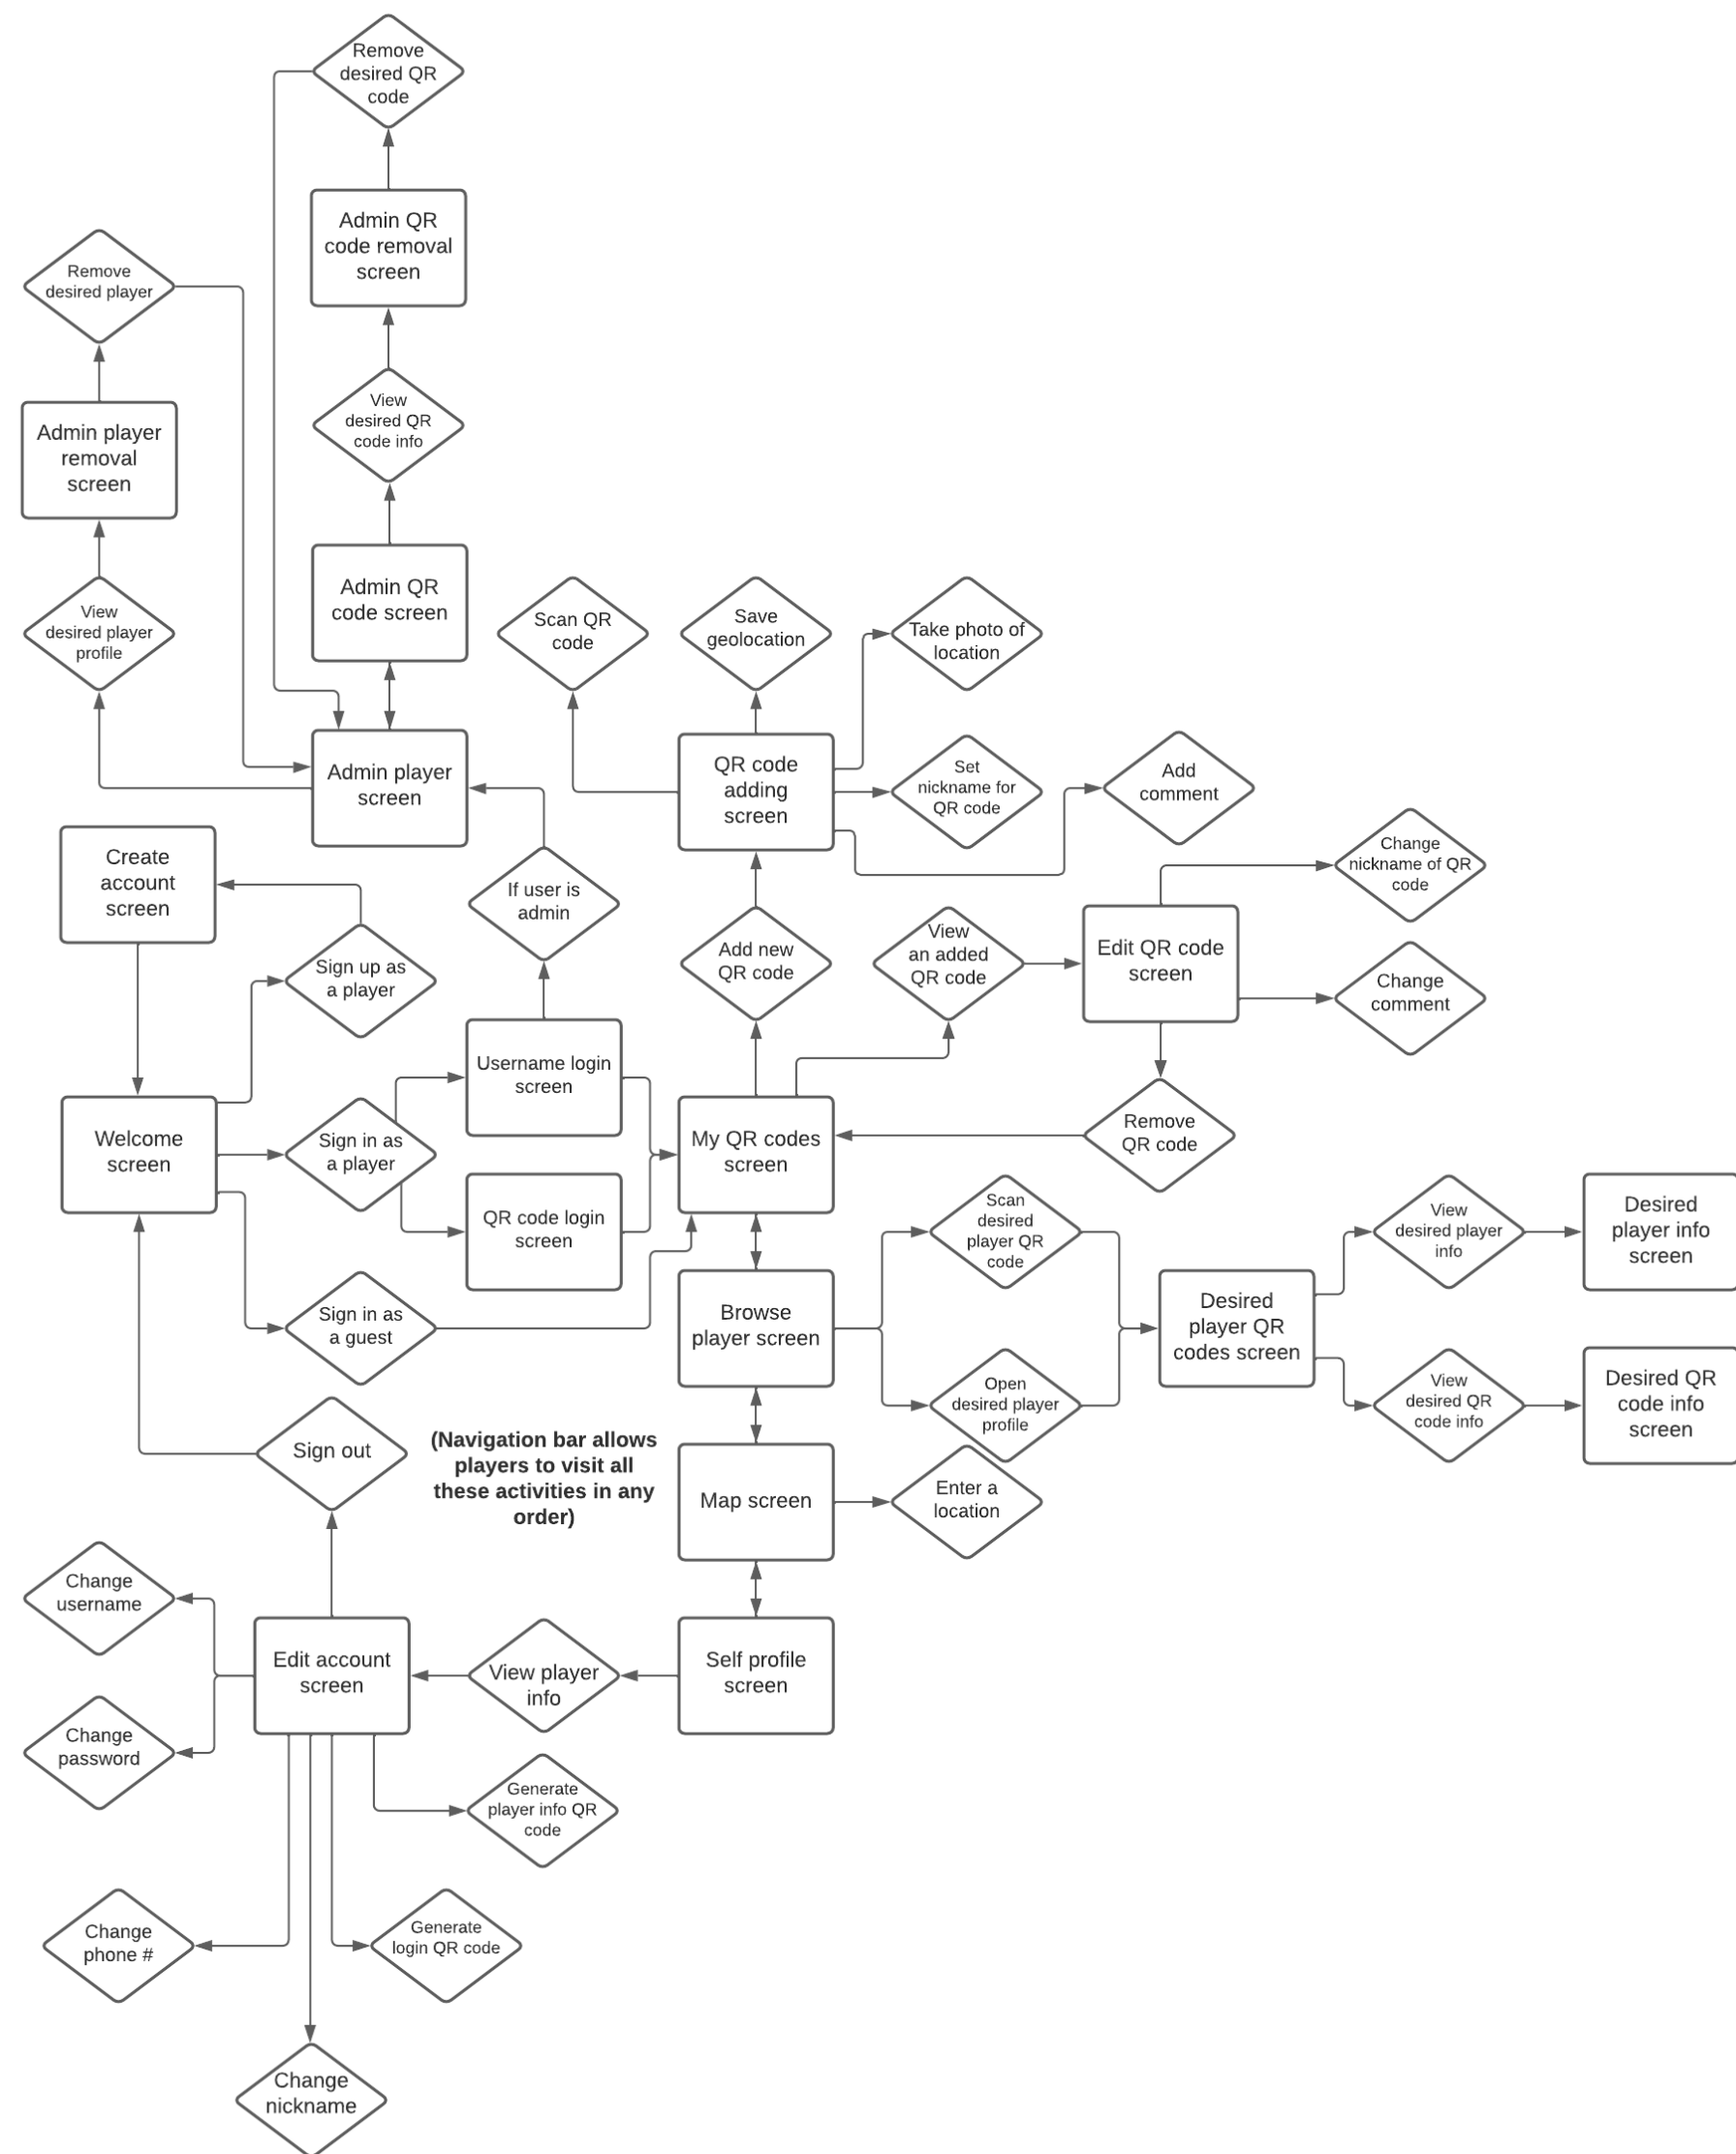 Remove
desired QR
code
Admin QR
code removal
screen
Remove
desired player
View
desired QR
code info
Admin player
removal
screen
Admin QR
code screen
View
desired player
profile
Scan QR
code
Save
geolocation
Take photo of
location
Admin player
screen
QR code
adding
screen
Set
nickname for
QR code
Add
comment
Create
account
screen
Change
nickname of QR
code
If user is
admin
Add new
QR code
View
an added
QR code
Edit QR code
screen
Sign up as
a player
Change
comment
Username login
screen
Welcome
screen
Sign in as
a player
My QR codes
screen
Remove
QR code
QR code login
screen
Scan
desired
player QR
code
View
desired player
info
Desired
player info
screen
Sign in as
a guest
Browse
player screen
Desired
player QR
codes screen
Open
desired player
profile
View
desired QR
code info
Desired QR
code info
screen
Sign out
(Navigation bar allows
players to visit all
these activities in any
order)
Map screen
Enter a
location
Change
username
Edit account
screen
View player
info
Self profile
screen
Change
password
Generate
player info QR
code
Change
phone #
Generate
login QR code
Change
nickname